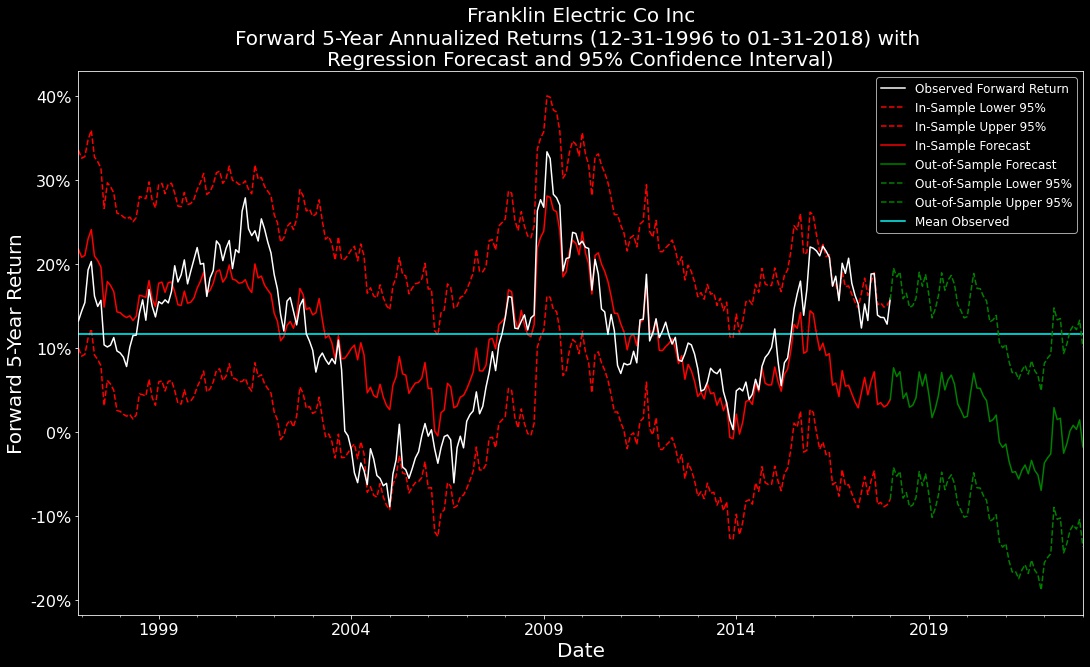 Franklin Electric Co Inc
Forward 5-Year Annualized Returns (12-31-1996 to 01-31-2018) with
Regression Forecast and 95% Confidence Interval)
40%
30%
20%
10%
0%
-10%
-20%
Forward 5-Year Return
Observed Forward Return
In-Sample Lower 95%
In-Sample Upper 95%
In-Sample Forecast
Out-of-Sample Forecast
Out-of-Sample Lower 95%
Out-of-Sample Upper 95%
Mean Observed
1999
2004
2009
2014
2019
Date